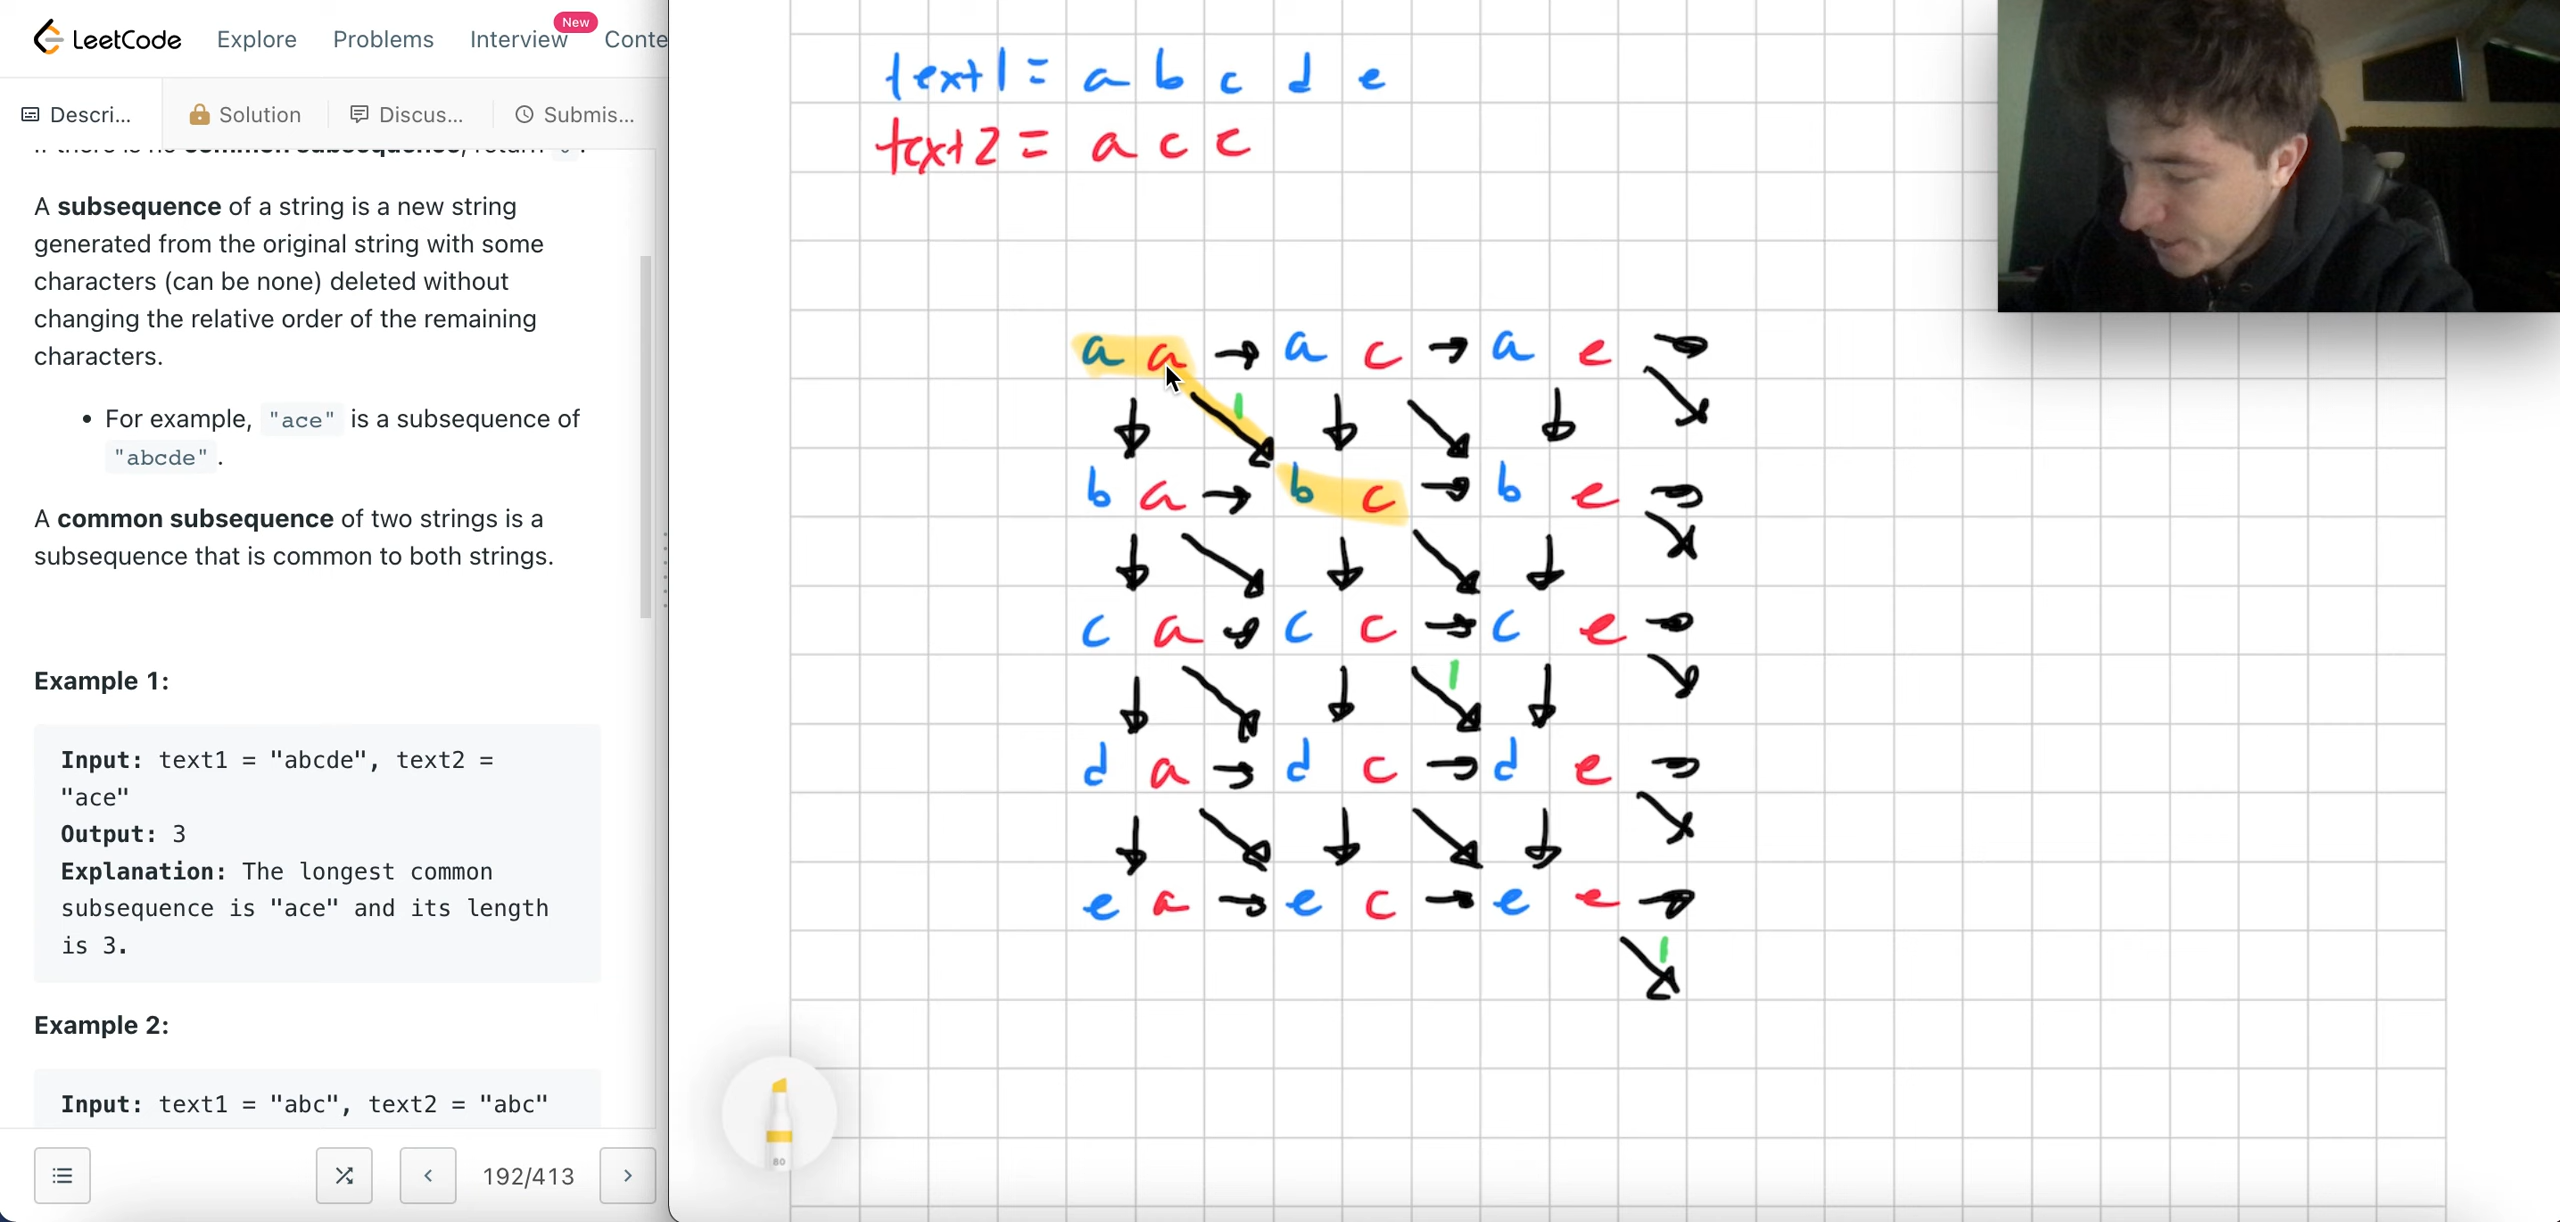 LeetCode Explore Problems Interview New Conte
Descri... Solution Discus... Submis...
A subsequence of a string is a new string
generated from the original string with some
characters (can be none) deleted without
changing the relative order of the remaining
characters.
• For example, "ace" is a subsequence of
"abcde" .
A common subsequence of two strings is a
subsequence that is common to both strings.
Example 1:
Input: text1 = "abcde", text2 =
"ace"
Output: 3
Explanation: The longest common
subsequence is "ace" and its length
is 3.
Example 2:
Input: text1 = "abc", text2 = "abc"
192/413
text1 = a b c d e
text2 = a c e
a a → a c → a e →
1
b a → b c → b e →
c a → c c → c e →
1
d a → d c → d e →
e a → e c → e e →
1
80